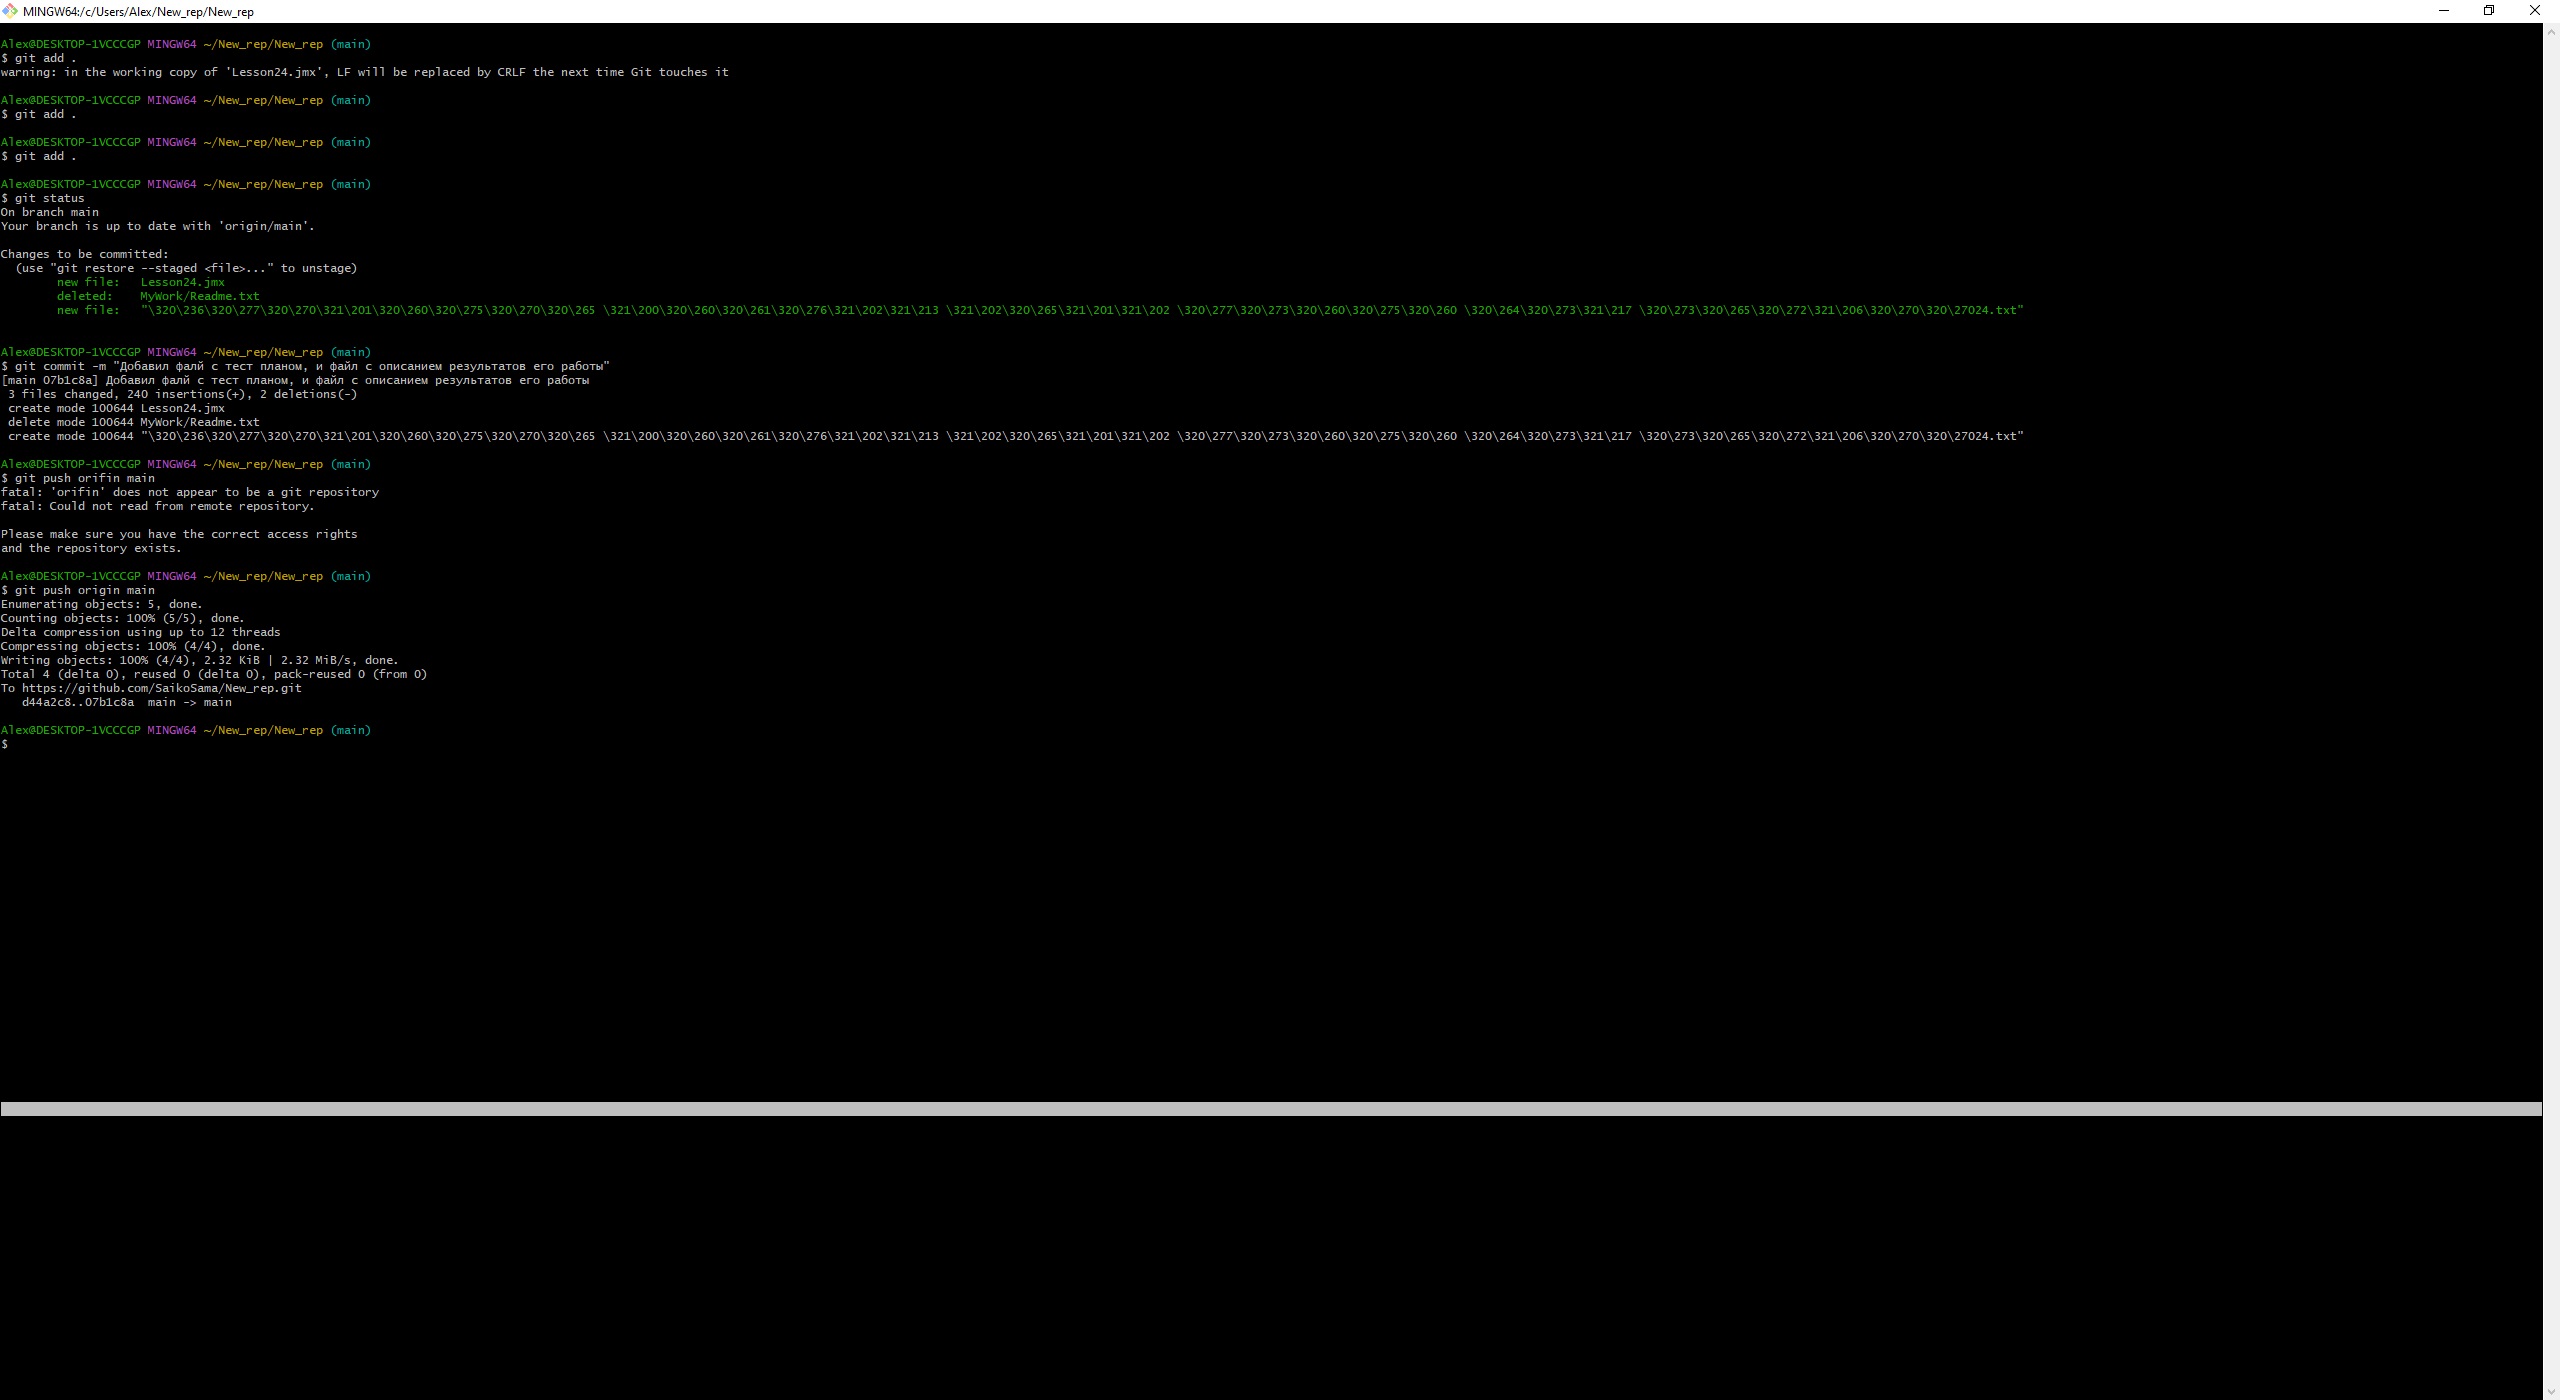 MINGW64:/c/Users/Alex/New_rep/New_rep
Alex@DESKTOP-1VCCCGP MINGW64 ~/New_rep/New_rep (main)
$ git add .
warning: in the working copy of 'Lesson24.jmx', LF will be replaced by CRLF the next time Git touches it
Alex@DESKTOP-1VCCCGP MINGW64 ~/New_rep/New_rep (main)
$ git add .
Alex@DESKTOP-1VCCCGP MINGW64 ~/New_rep/New_rep (main)
$ git add .
Alex@DESKTOP-1VCCCGP MINGW64 ~/New_rep/New_rep (main)
$ git status
On branch main
Your branch is up to date with 'origin/main'.
Changes to be committed:
  (use "git restore --staged <file>..." to unstage)
        new file:   Lesson24.jmx
        deleted:    MyWork/Readme.txt
        new file:   "\320\236\320\277\320\270\321\201\320\260\320\275\320\270\320\265 \321\200\320\260\320\261\320\276\321\202\321\213 \321\202\320\265\321\201\321\202 \320\277\320\273\320\260\320\275\320\260 \320\264\320\273\321\217 \320\273\320\265\320\272\321\206\320\270\320\27024.txt"
Alex@DESKTOP-1VCCCGP MINGW64 ~/New_rep/New_rep (main)
$ git commit -m "Добавил фалй с тест планом, и файл с описанием результатов его работы"
[main 07b1c8a] Добавил фалй с тест планом, и файл с описанием результатов его работы
 3 files changed, 240 insertions(+), 2 deletions(-)
 create mode 100644 Lesson24.jmx
 delete mode 100644 MyWork/Readme.txt
 create mode 100644 "\320\236\320\277\320\270\321\201\320\260\320\275\320\270\320\265 \321\200\320\260\320\261\320\276\321\202\321\213 \321\202\320\265\321\201\321\202 \320\277\320\273\320\260\320\275\320\260 \320\264\320\273\321\217 \320\273\320\265\320\272\321\206\320\270\320\27024.txt"
Alex@DESKTOP-1VCCCGP MINGW64 ~/New_rep/New_rep (main)
$ git push orifin main
fatal: 'orifin' does not appear to be a git repository
fatal: Could not read from remote repository.
Please make sure you have the correct access rights
and the repository exists.
Alex@DESKTOP-1VCCCGP MINGW64 ~/New_rep/New_rep (main)
$ git push origin main
Enumerating objects: 5, done.
Counting objects: 100% (5/5), done.
Delta compression using up to 12 threads
Compressing objects: 100% (4/4), done.
Writing objects: 100% (4/4), 2.32 KiB | 2.32 MiB/s, done.
Total 4 (delta 0), reused 0 (delta 0), pack-reused 0 (from 0)
To https://github.com/SaikoSama/New_rep.git
   d44a2c8..07b1c8a  main -> main
Alex@DESKTOP-1VCCCGP MINGW64 ~/New_rep/New_rep (main)
$